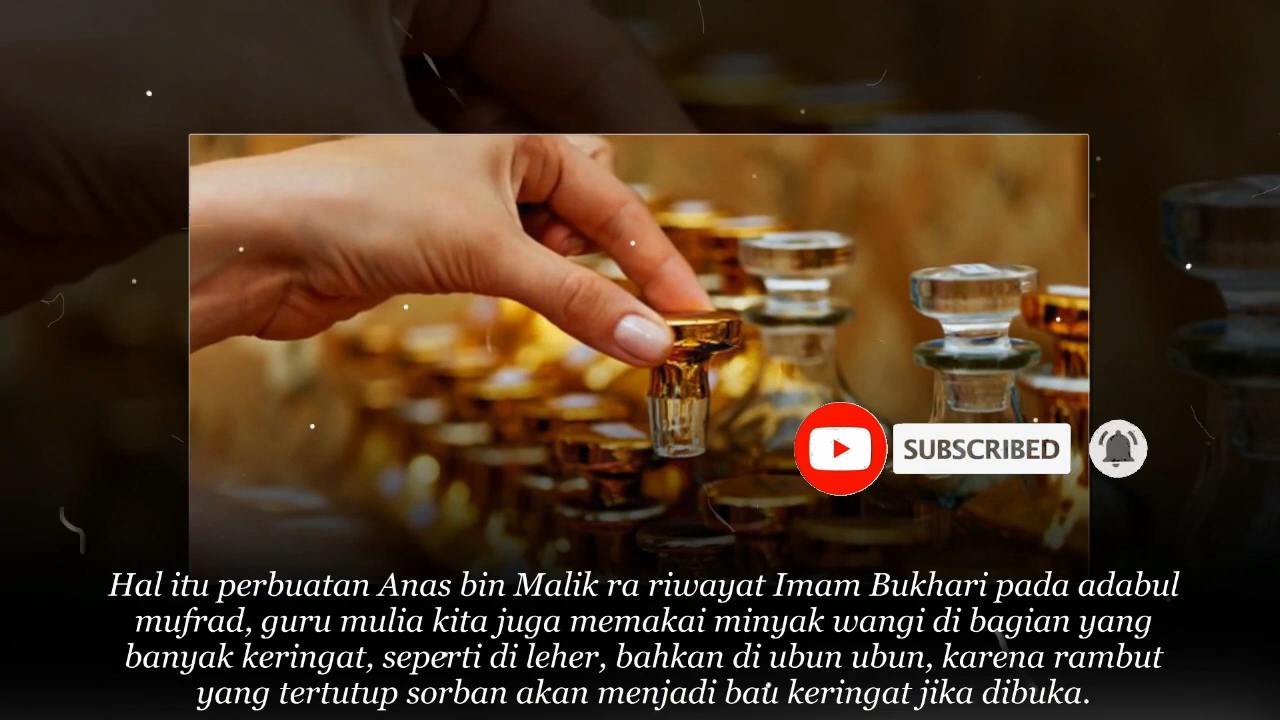 SUBSCRIBED
Hal itu perbuatan Anas bin Malik ra riwayat Imam Bukhari pada adabul
mufrad, guru mulia kita juga memakai minyak wangi di bagian yang
banyak keringat, seperti di leher, bahkan di ubun ubun, karena rambut
yang tertutup sorban akan menjadi bau keringat jika dibuka.